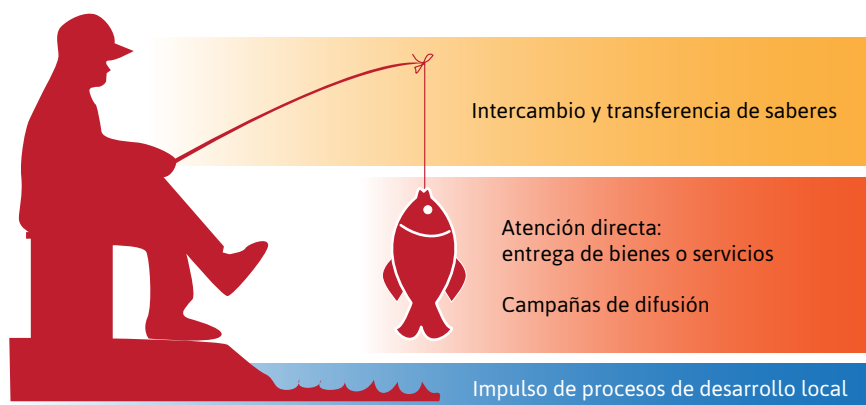 Intercambio y transferencia de saberes
Atención directa:
entrega de bienes o servicios
Campañas de difusión
Impulso de procesos de desarrollo local